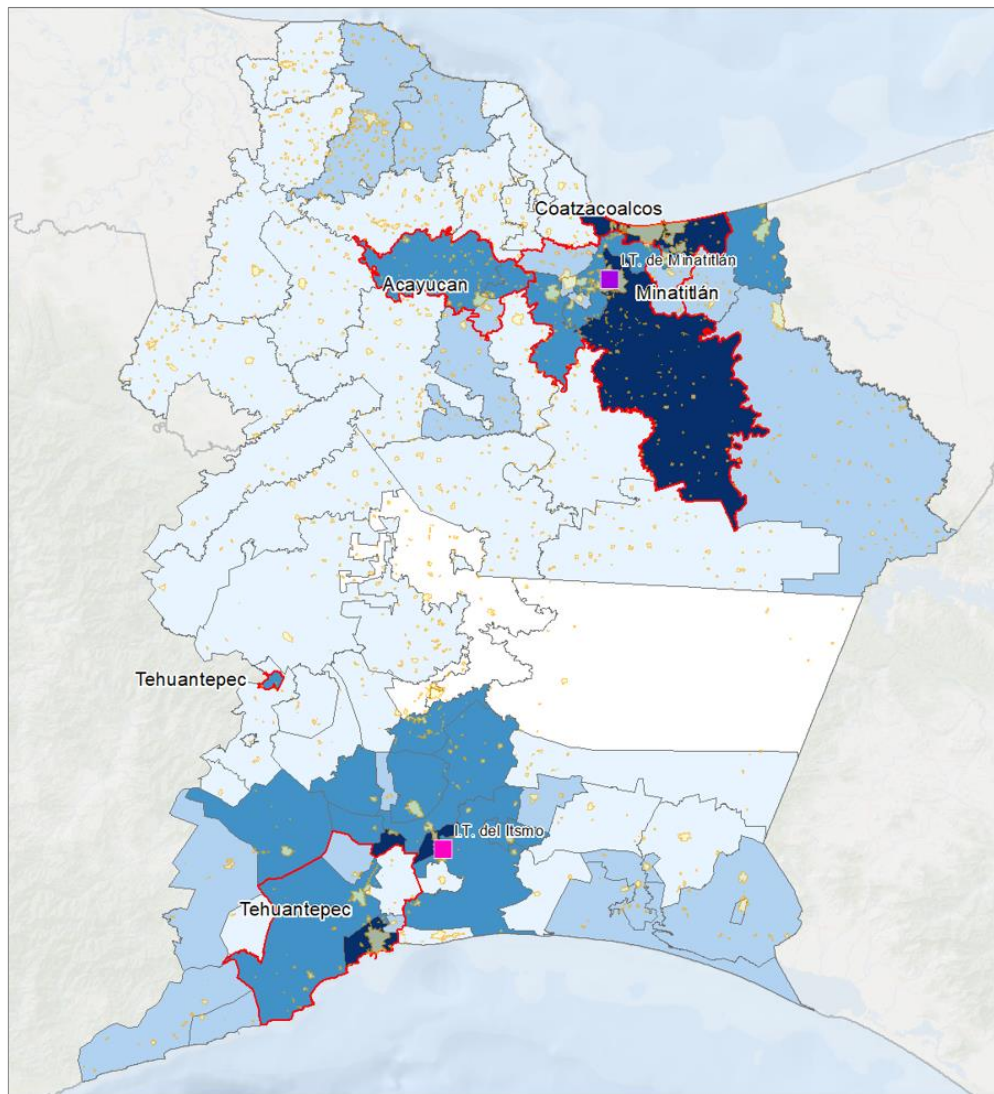 Coatzacoalcos
I.T. de Minatitlán
Acayucan
Minatitlán
Tehuantepec
I.T. del Itsmo
Tehuantepec